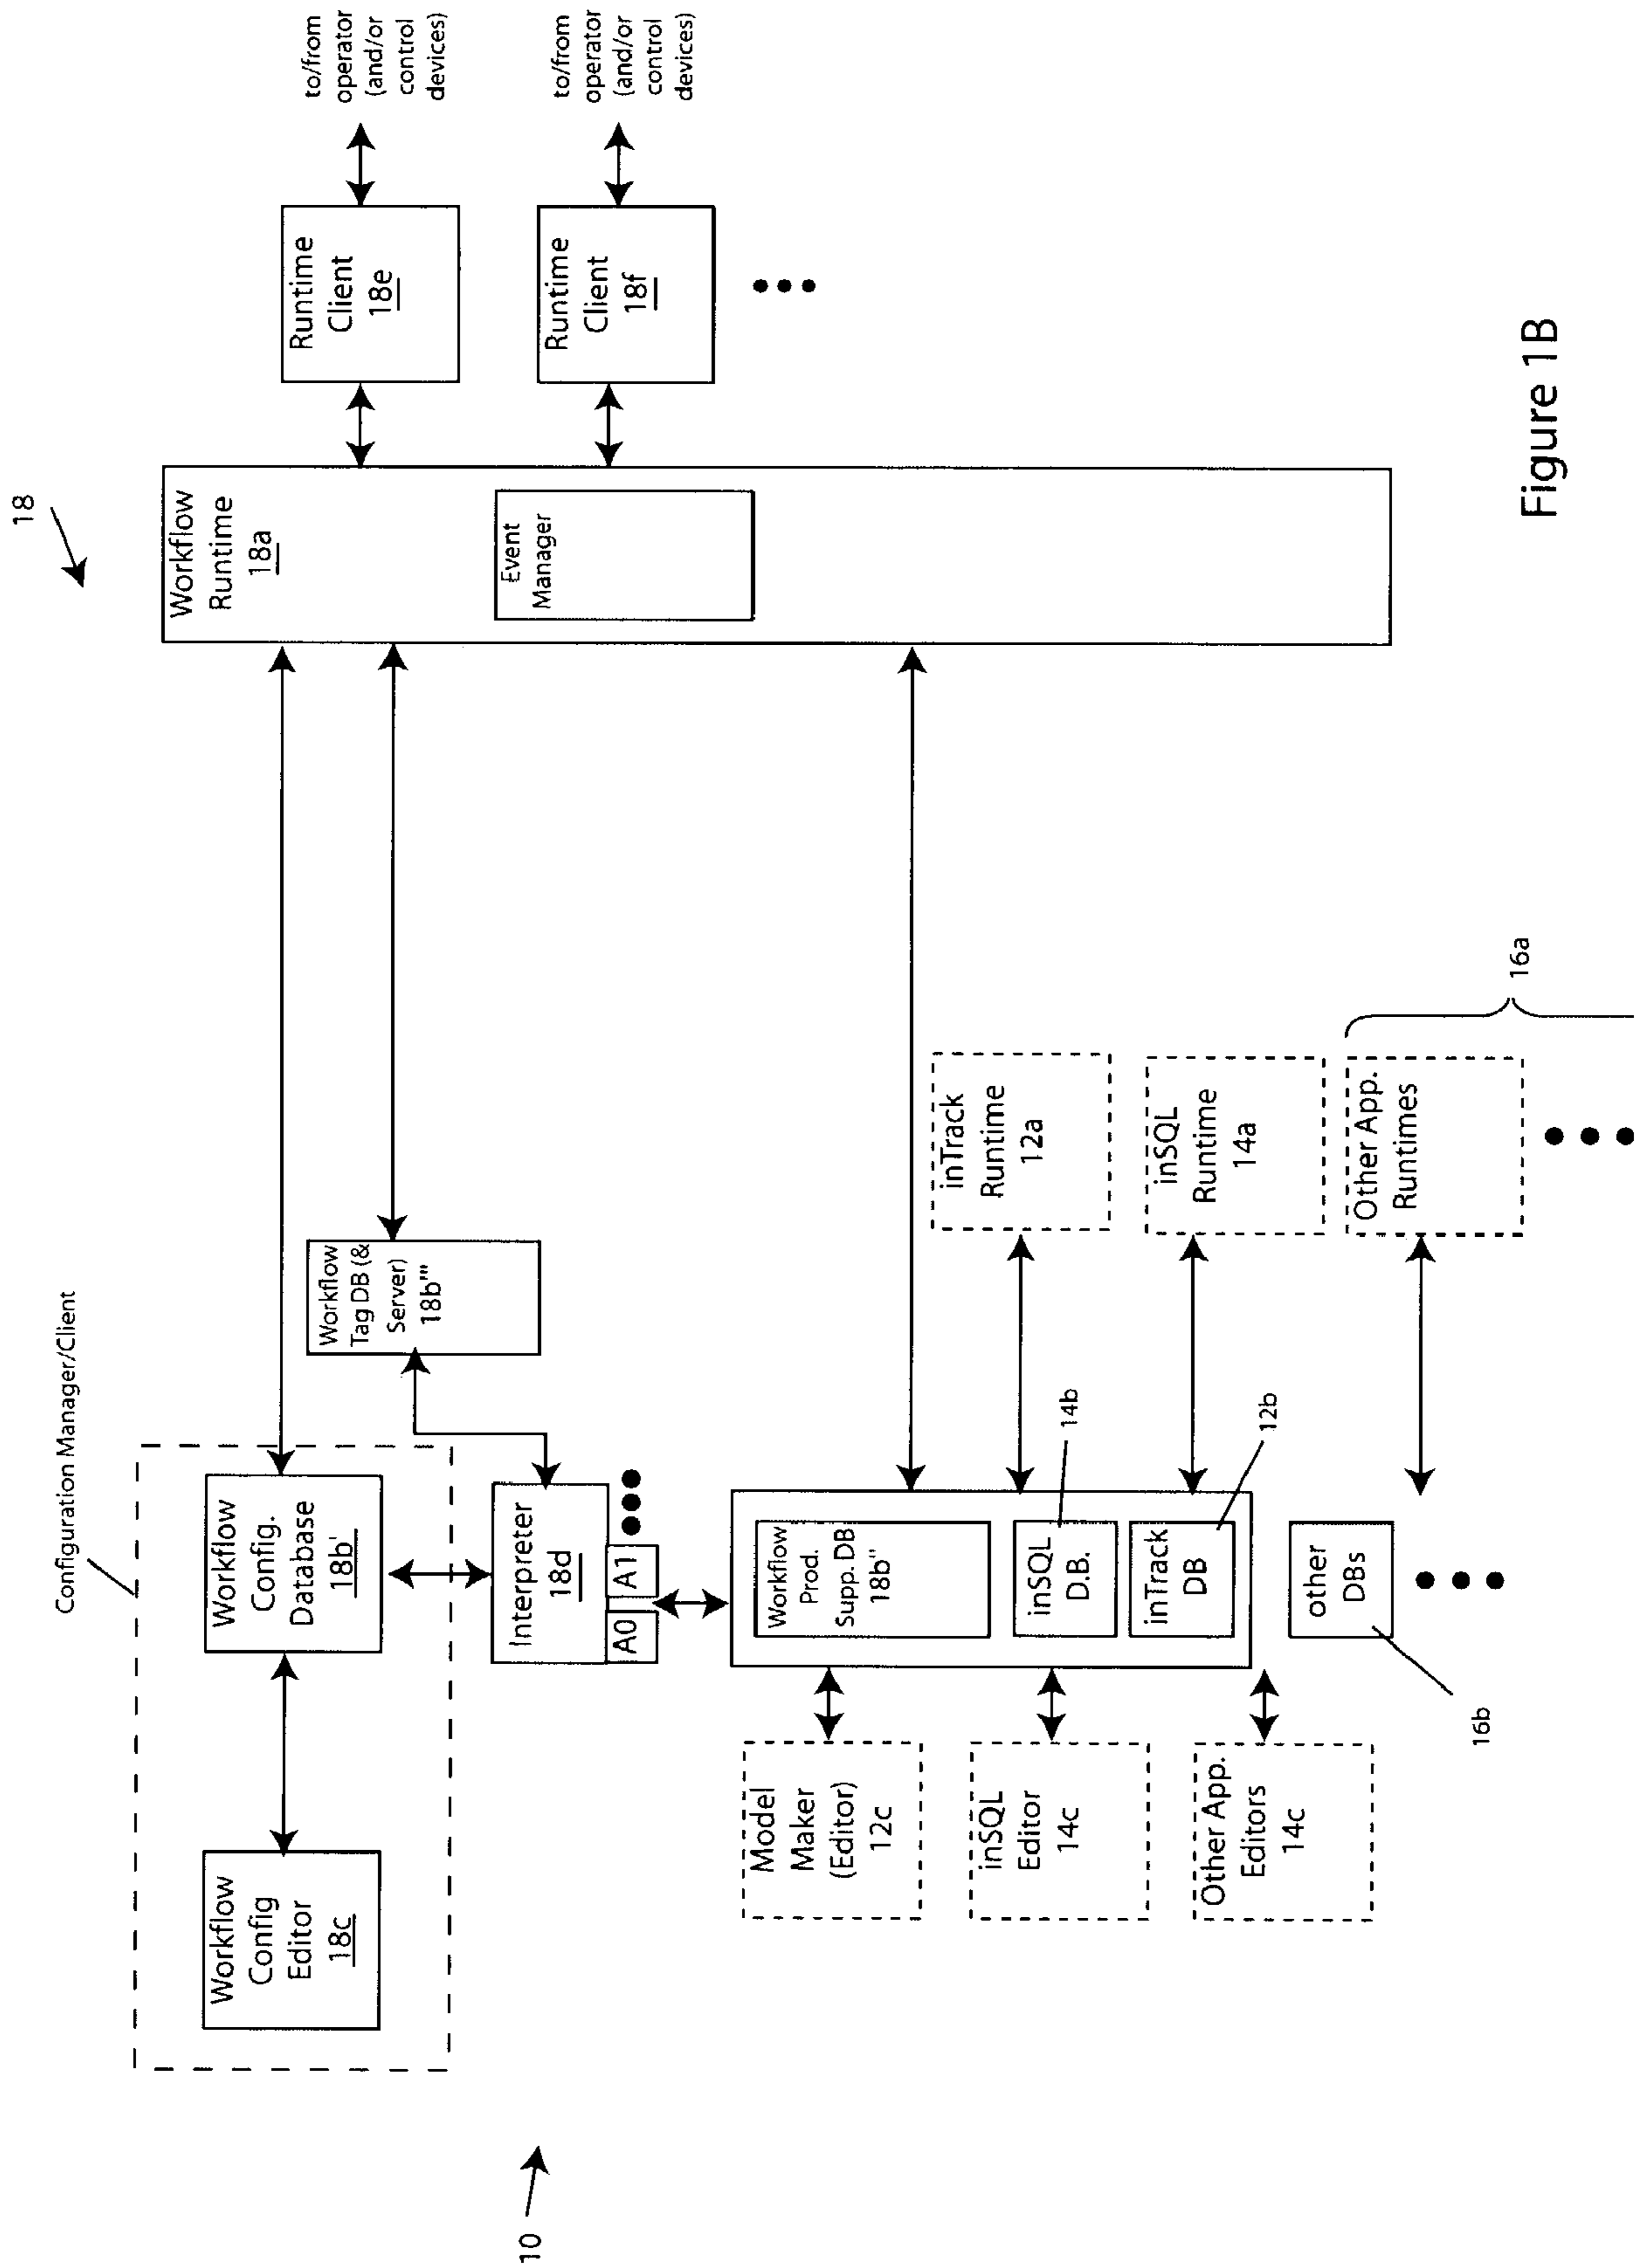 18
10
Configuration Manager/Client
Workflow
Config
Editor
18c
Workflow
Config.
Database
18b'
Workflow
Tag DB (&
Server)
18b'''
Interpreter
18d
A0
A1
Workflow
Runtime
18a
Event
Manager
Runtime
Client
18e
to/from
operator
(and/or
control
devices)
Runtime
Client
18f
to/from
operator
(and/or
control
devices)
Model
Maker
(Editor)
12c
inSQL
Editor
14c
Other App.
Editors
14c
Workflow
Prod.
Supp. DB
18b''
inSQL
D.B.
14b
inTrack
DB
12b
other
DBs
16b
inTrack
Runtime
12a
inSQL
Runtime
14a
Other App.
Runtimes
16a
Figure 1B